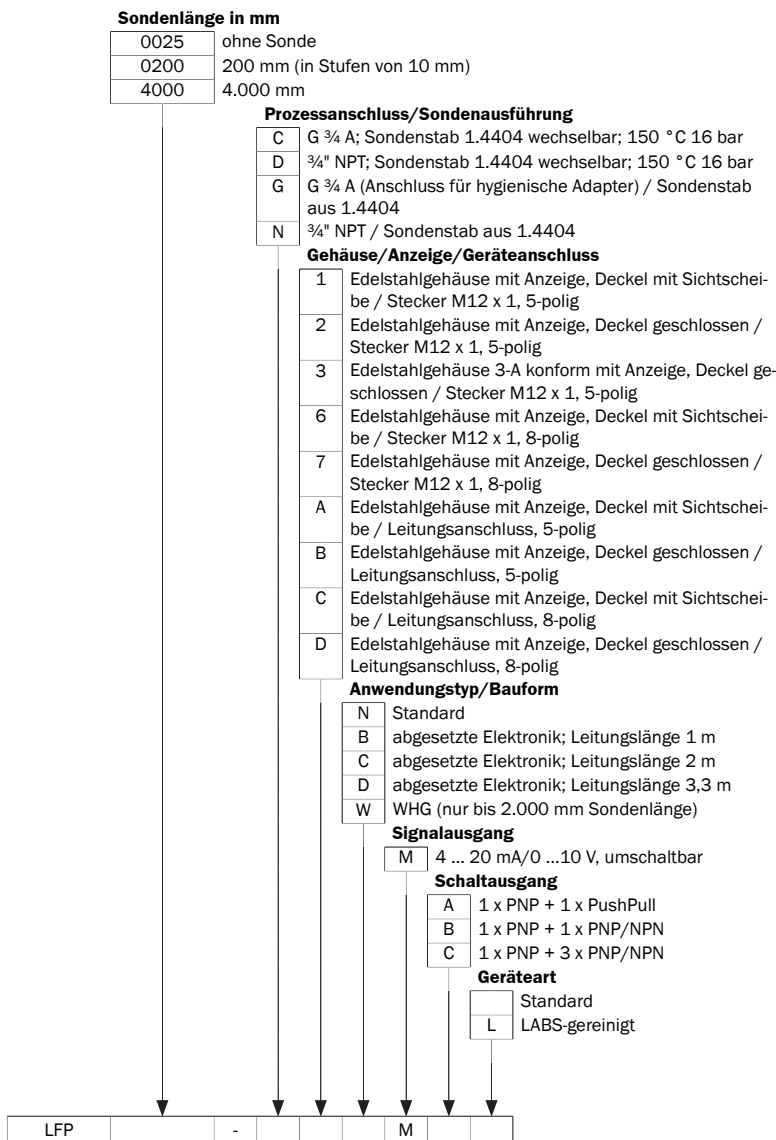 Sondenlänge in mm
0025 ohne Sonde
0200 200 mm (in Stufen von 10 mm)
4000 4.000 mm
Prozessanschluss/Sondenausführung
C G ¾ A; Sondenstab 1.4404 wechselbar; 150 °C 16 bar
D ¾" NPT; Sondenstab 1.4404 wechselbar; 150 °C 16 bar
G G ¾ A (Anschluss für hygienische Adapter) / Sondenstab
aus 1.4404
N ¾" NPT / Sondenstab aus 1.4404
Gehäuse/Anzeige/Geräteanschluss
1 Edelstahlgehäuse mit Anzeige, Deckel mit Sichtschei-
be / Stecker M12 x 1, 5-polig
2 Edelstahlgehäuse mit Anzeige, Deckel geschlossen /
Stecker M12 x 1, 5-polig
3 Edelstahlgehäuse 3-A konform mit Anzeige, Deckel ge-
schlossen / Stecker M12 x 1, 5-polig
6 Edelstahlgehäuse mit Anzeige, Deckel mit Sichtschei-
be / Stecker M12 x 1, 8-polig
7 Edelstahlgehäuse mit Anzeige, Deckel geschlossen /
Stecker M12 x 1, 8-polig
A Edelstahlgehäuse mit Anzeige, Deckel mit Sichtschei-
be / Leitungsanschluss, 5-polig
B Edelstahlgehäuse mit Anzeige, Deckel geschlossen /
Leitungsanschluss, 5-polig
C Edelstahlgehäuse mit Anzeige, Deckel mit Sichtschei-
be / Leitungsanschluss, 8-polig
D Edelstahlgehäuse mit Anzeige, Deckel geschlossen /
Leitungsanschluss, 8-polig
Anwendungstyp/Bauform
N Standard
B abgesetzte Elektronik; Leitungslänge 1 m
C abgesetzte Elektronik; Leitungslänge 2 m
D abgesetzte Elektronik; Leitungslänge 3,3 m
W WHG (nur bis 2.000 mm Sondenlänge)
Signalausgang
M 4 ... 20 mA/0 ...10 V, umschaltbar
Schaltausgang
A 1 x PNP + 1 x PushPull
B 1 x PNP + 1 x PNP/NPN
C 1 x PNP + 3 x PNP/NPN
Geräteart
Standard
L LABS-gereinigt
LFP - M